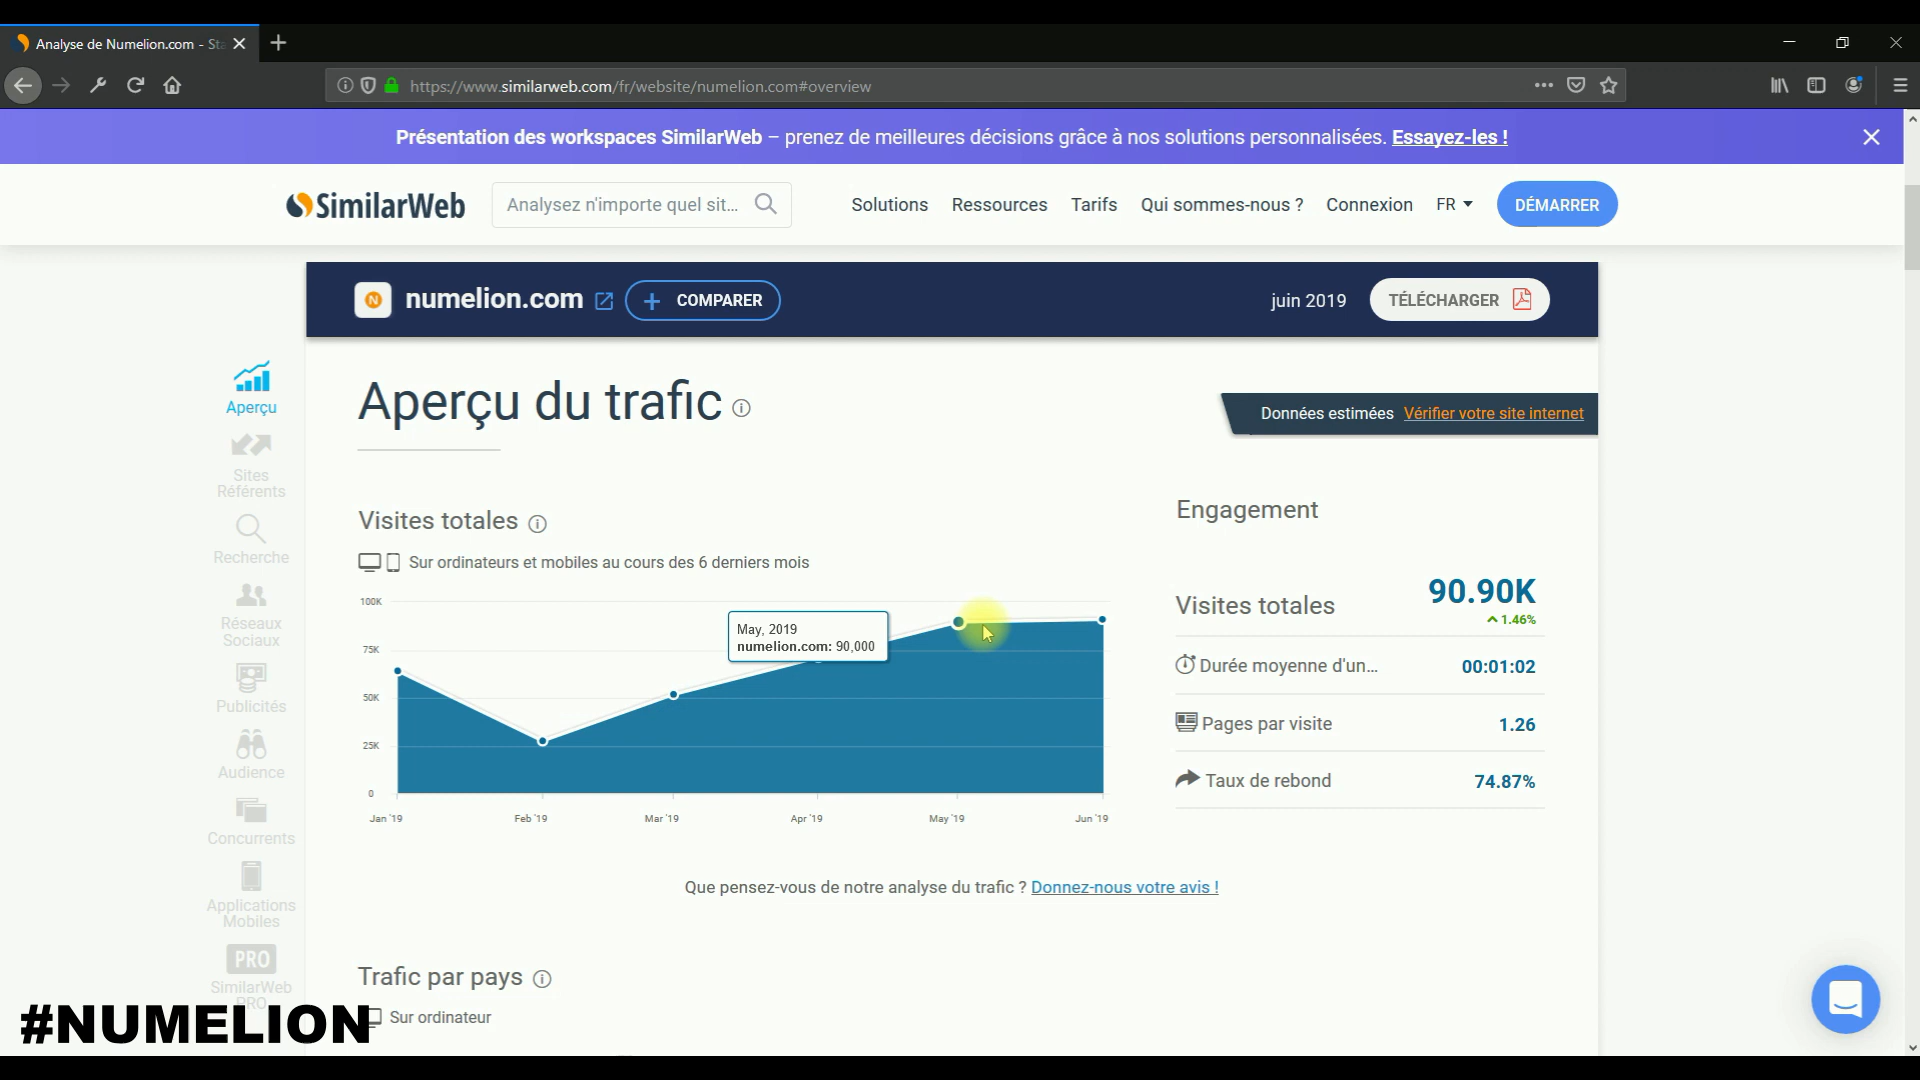 Analyse de Numelion.com - Sta
https://www.similarweb.com/fr/website/numelion.com#overview
Présentation des workspaces SimilarWeb – prenez de meilleures décisions grâce à nos solutions personnalisées. Essayez-les !
SimilarWeb
Analysez n'importe quel sit...
Solutions
Ressources
Tarifs
Qui sommes-nous ?
Connexion
FR
DÉMARRER
N
numelion.com
COMPARER
juin 2019
TÉLÉCHARGER
Aperçu
Sites
Référents
Recherche
Réseaux
Sociaux
Publicités
Audience
Concurrents
Applications
Mobiles
PRO
SimilarWeb
PRO
Aperçu du trafic
Données estimées Vérifier votre site internet
Visites totales
Sur ordinateurs et mobiles au cours des 6 derniers mois
100K
75K
50K
25K
0
May, 2019
numelion.com: 90,000
Jan '19
Feb '19
Mar '19
Apr '19
May '19
Jun '19
Engagement
Visites totales
90.90K
1.46%
Durée moyenne d'un...
00:01:02
Pages par visite
1.26
Taux de rebond
74.87%
Que pensez-vous de notre analyse du trafic ? Donnez-nous votre avis !
Trafic par pays
Sur ordinateur
#NUMELION